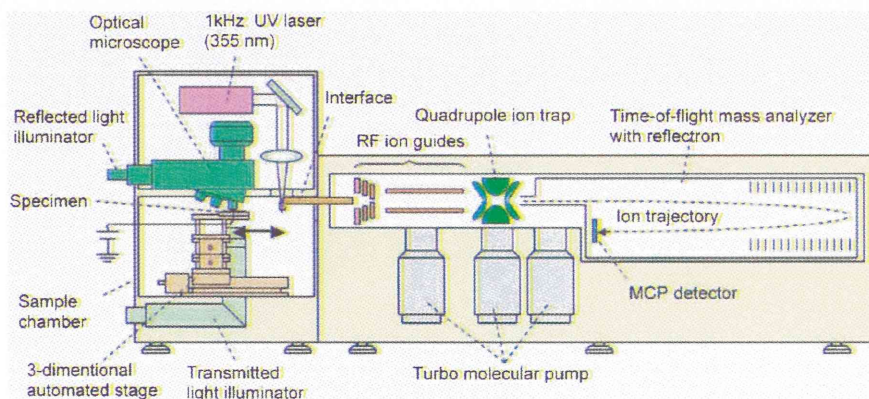 Optical
microscope
1kHz UV laser
(355 nm)
Interface
Quadrupole ion trap
Time-of-flight mass analyzer
with reflectron
Reflected light
illuminator
RF ion guides
Specimen
Ion trajectory
MCP detector
Sample
chamber
3-dimentional
automated stage
Transmitted
light illuminator
Turbo molecular pump